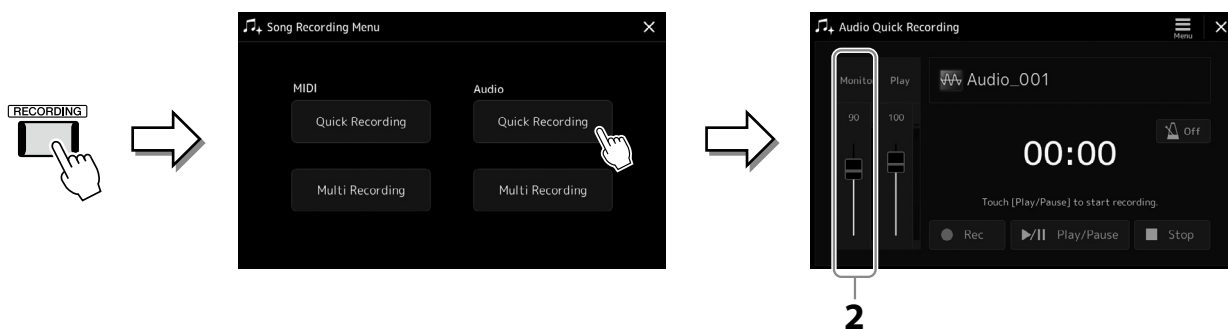 [RECORDING]
Song Recording Menu
MIDI
Audio
Quick Recording
Quick Recording
Multi Recording
Multi Recording
Audio Quick Recording
Menu
Monito
Play
Audio_001
90
100
Off
00:00
Touch [Play/Pause] to start recording.
Rec
Play/Pause
Stop
2